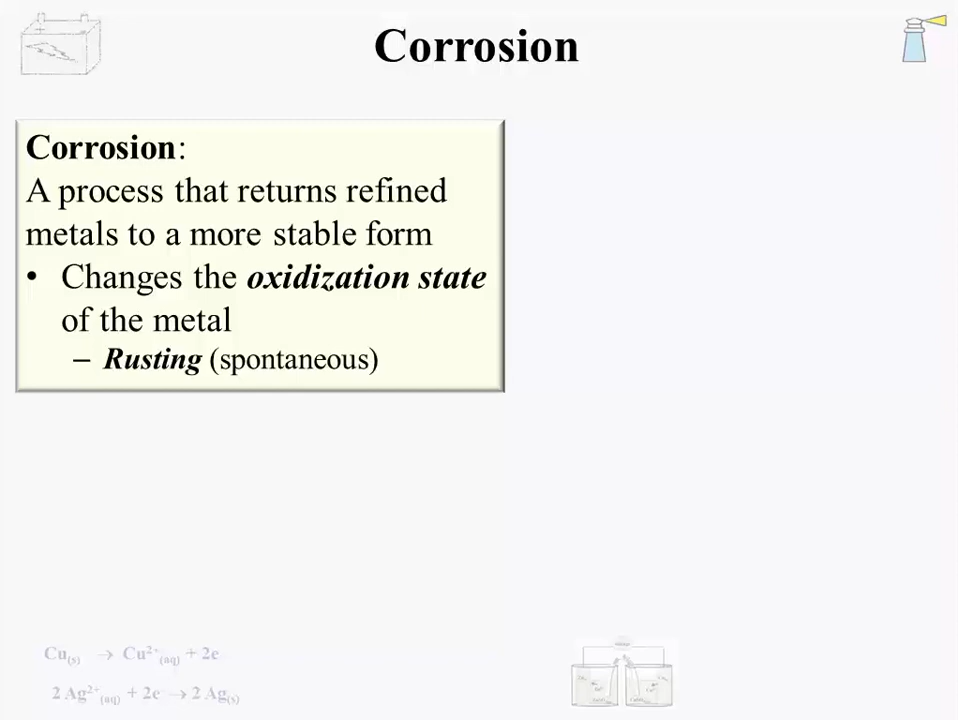 Corrosion
Corrosion:
A process that returns refined
metals to a more stable form
• Changes the oxidization state
of the metal
– Rusting (spontaneous)
Cu(s) → Cu²⁺(aq) + 2e
2 Ag²⁺(aq) + 2e → 2 Ag(s)